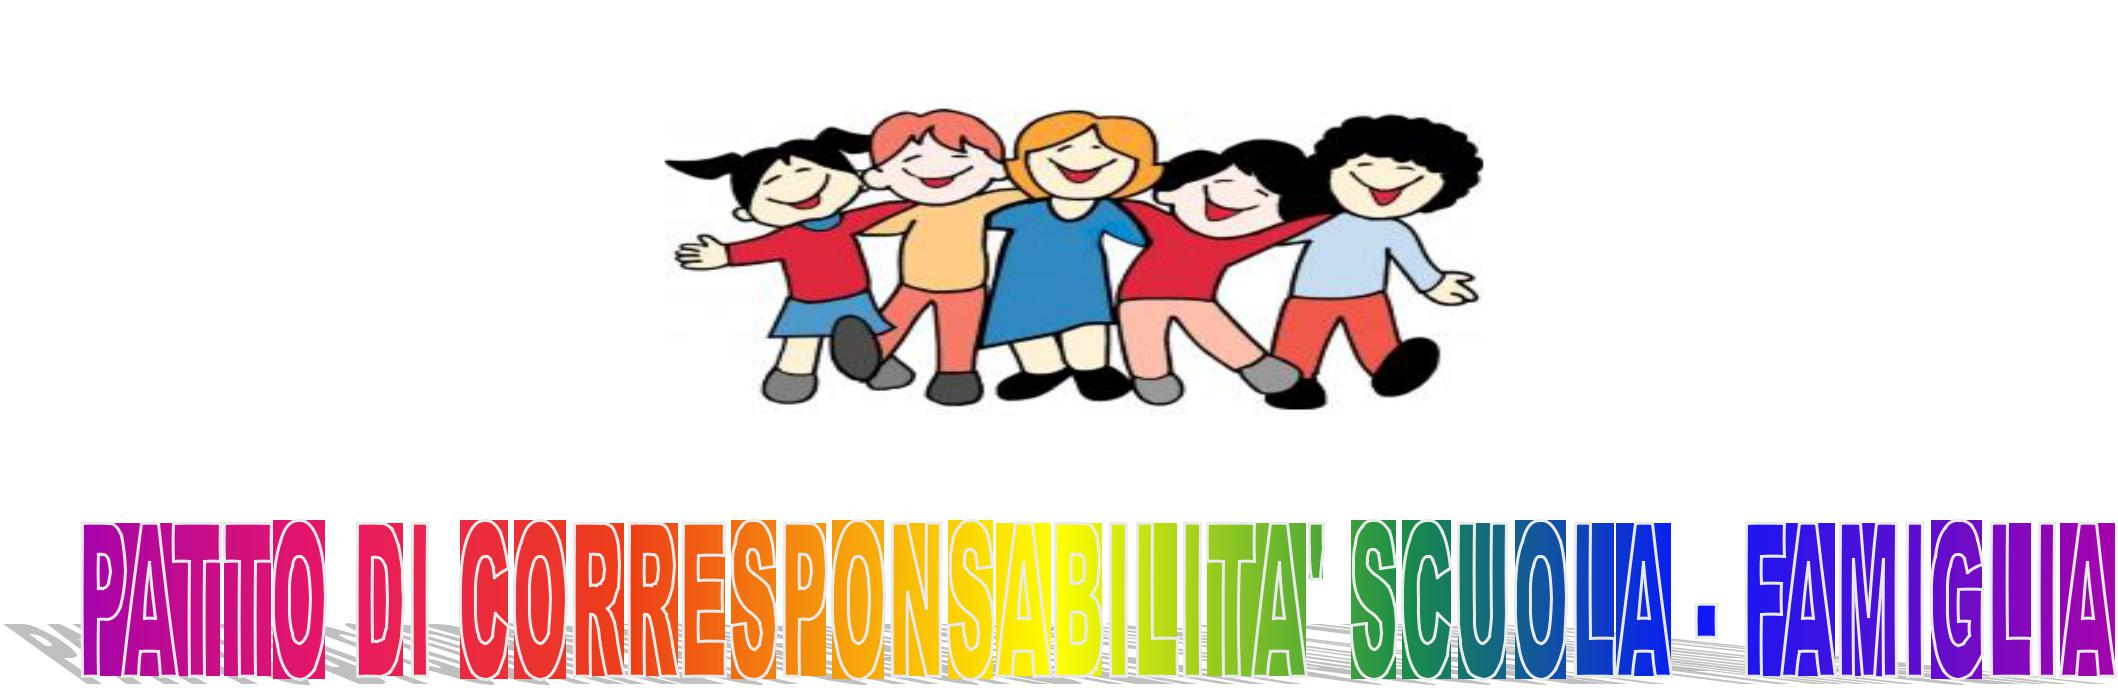 PATTO DI CORRESPONSABILITA' SCUOLA - FAMIGLIA